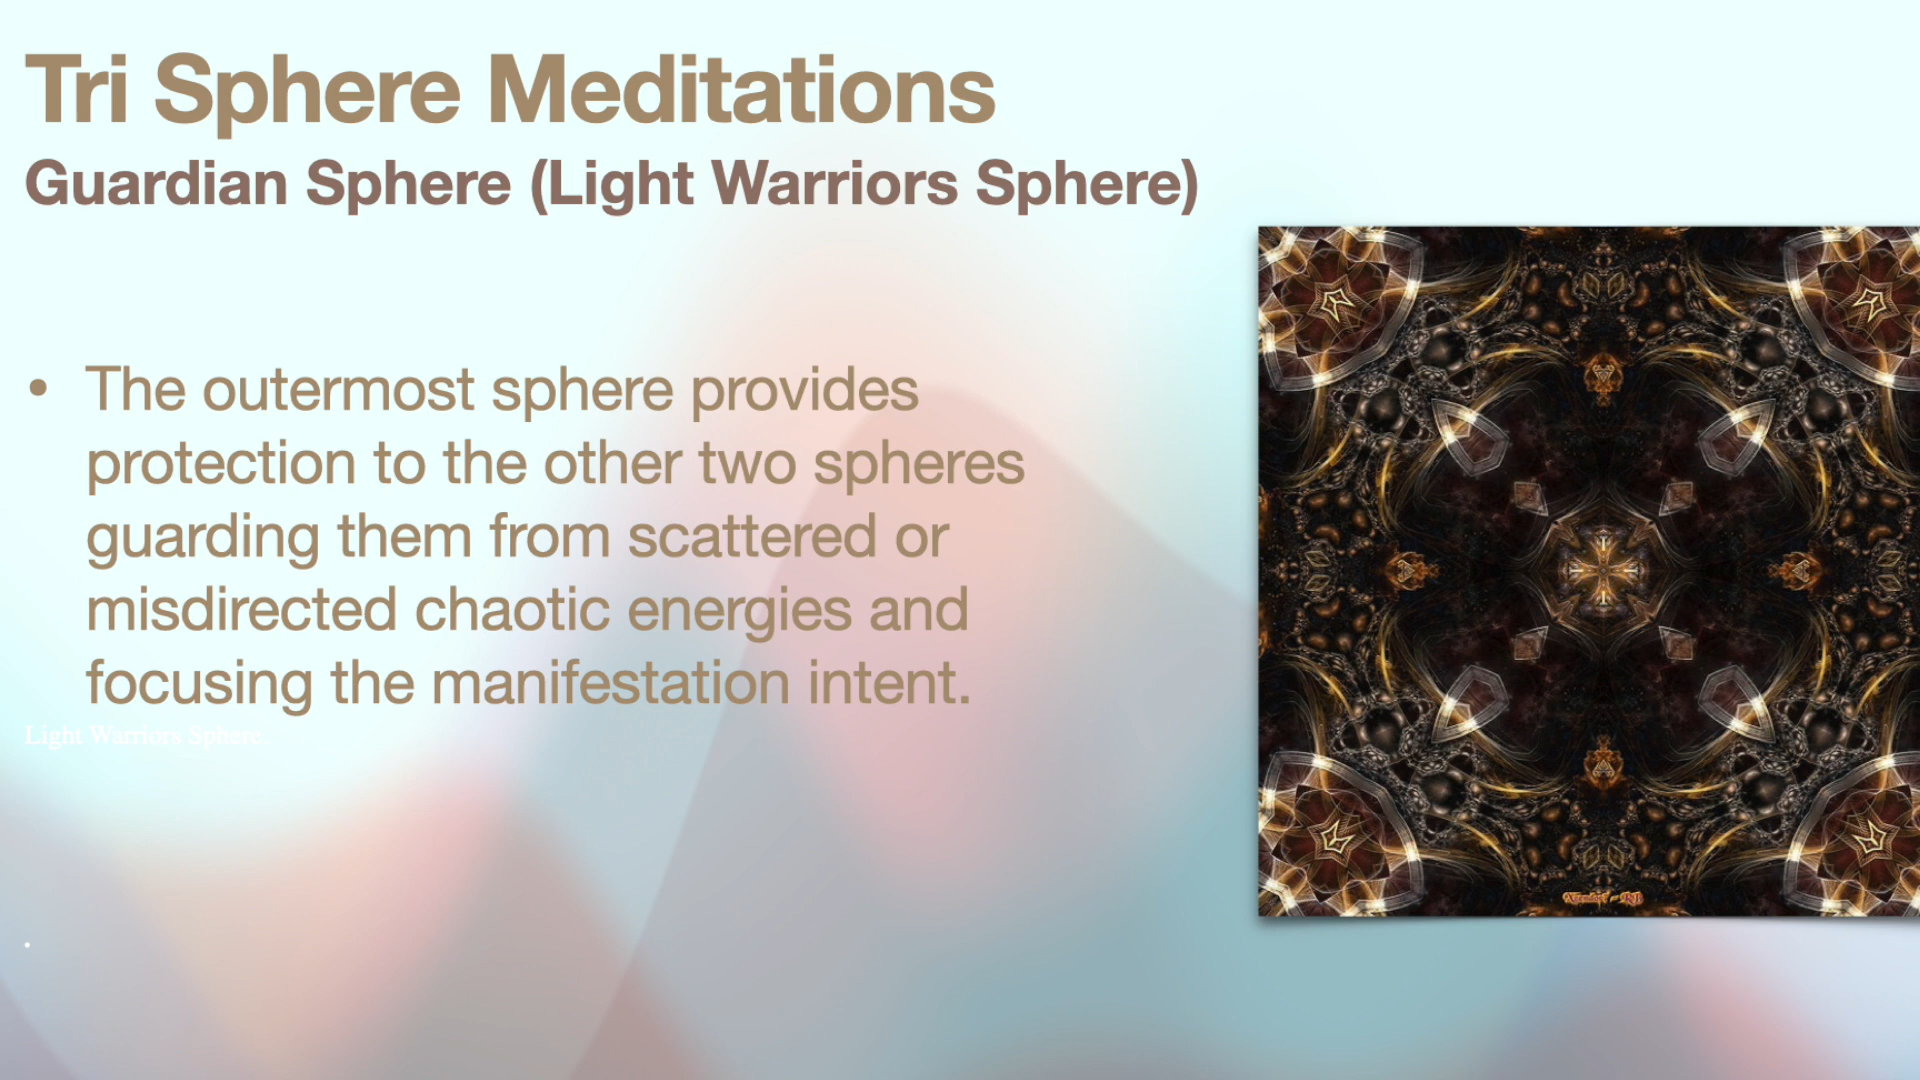 Tri Sphere Meditations
Guardian Sphere (Light Warriors Sphere)
• The outermost sphere provides
protection to the other two spheres
guarding them from scattered or
misdirected chaotic energies and
focusing the manifestation intent.
Light Warriors Sphere.
.